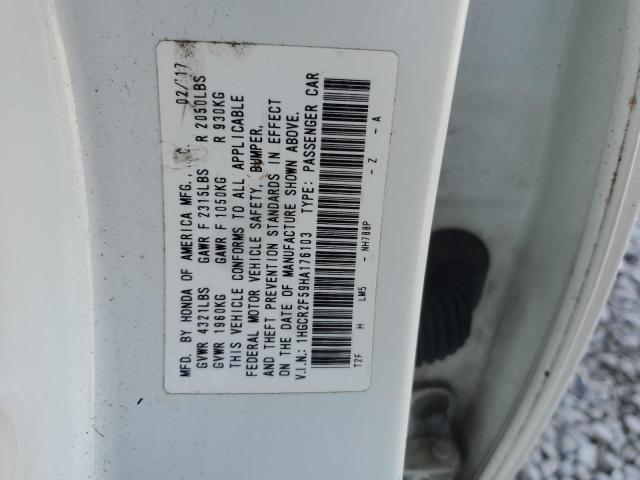 MFD. BY HONDA OF AMERICA MFG., C. 02/17
GVWR 4321LBS GAWR F 2315LBS R 2050LBS
GVWR 1960KG GAWR F 1050KG R 930KG
THIS VEHICLE CONFORMS TO ALL APPLICABLE
FEDERAL MOTOR VEHICLE SAFETY, BUMPER,
AND THEFT PREVENTION STANDARDS IN EFFECT
ON THE DATE OF MANUFACTURE SHOWN ABOVE.
V.I.N.: 1HGCR2F59HA176103 TYPE: PASSENGER CAR
T2F H LM5 - NH788P - Z - A